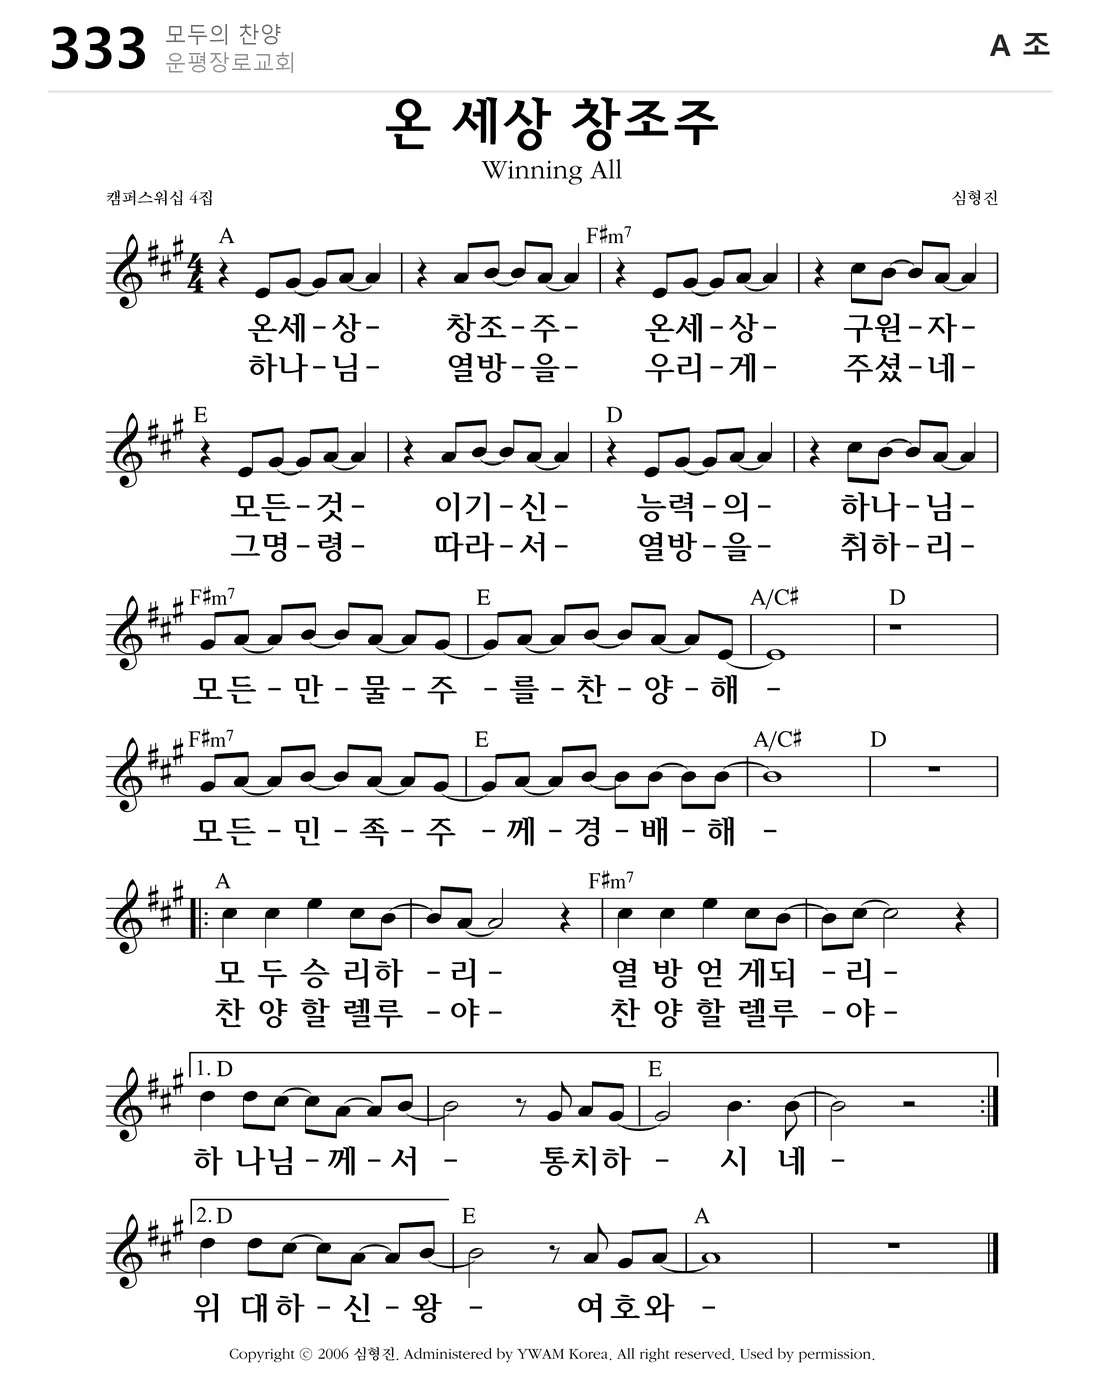 333
모두의 찬양
운평장로교회
A 조
온 세상 창조주
Winning All
캠퍼스워십 4집
심형진
A F#m7
온세-상- 창조-주- 온세-상- 구원-자-
하나-님- 열방-을- 우리-게- 주셨-네-
E D
모든-것- 이기-신- 능력-의- 하나-님-
그명-령- 따라-서- 열방-을- 취하-리-
F#m7 E A/C# D
모든-만-물-주 -를-찬-양-해 -
F#m7 E A/C# D
모든-민-족-주 -께-경-배-해 -
A F#m7
모 두 승 리하 -리- 열 방 얻 게되 -리-
찬 양 할 렐루 -야- 찬 양 할 렐루 -야-
1. D E
하 나님-께-서 - 통치하 - 시 네 -
2. D E A
위 대하-신-왕 - 여호와 -
Copyright ⓒ 2006 심형진. Administered by YWAM Korea. All right reserved. Used by permission.